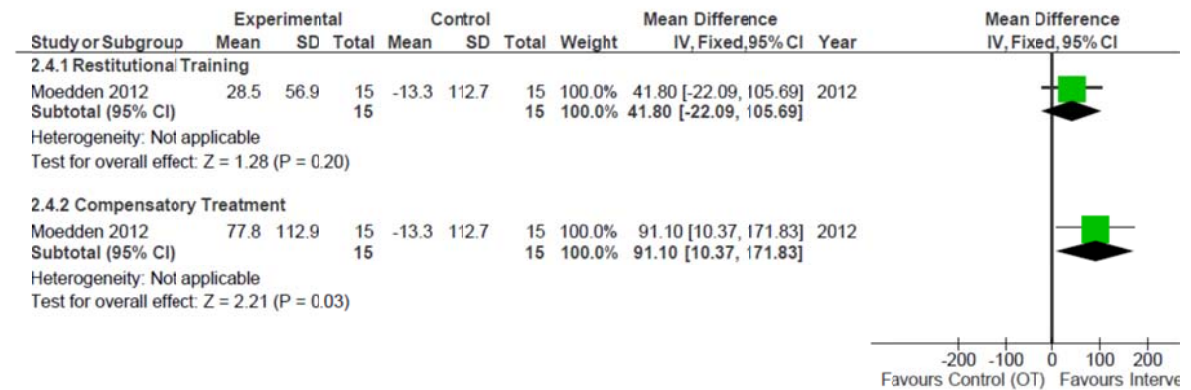 Experimental Control Mean Difference Mean Difference
Study or Subgroup Mean SD Total Mean SD Total Weight IV, Fixed, 95% CI Year IV, Fixed, 95% CI
2.4.1 Restitutional Training
Moedden 2012 28.5 56.9 15 -13.3 112.7 15 100.0% 41.80 [-22.09, 105.69] 2012
Subtotal (95% CI) 15 15 100.0% 41.80 [-22.09, 105.69]
Heterogeneity: Not applicable
Test for overall effect: Z = 1.28 (P = 0.20)
2.4.2 Compensatory Treatment
Moedden 2012 77.8 112.9 15 -13.3 112.7 15 100.0% 91.10 [10.37, 171.83] 2012
Subtotal (95% CI) 15 15 100.0% 91.10 [10.37, 171.83]
Heterogeneity: Not applicable
Test for overall effect: Z = 2.21 (P = 0.03)
-200 -100 0 100 200
Favours Control (OT) Favours Interve